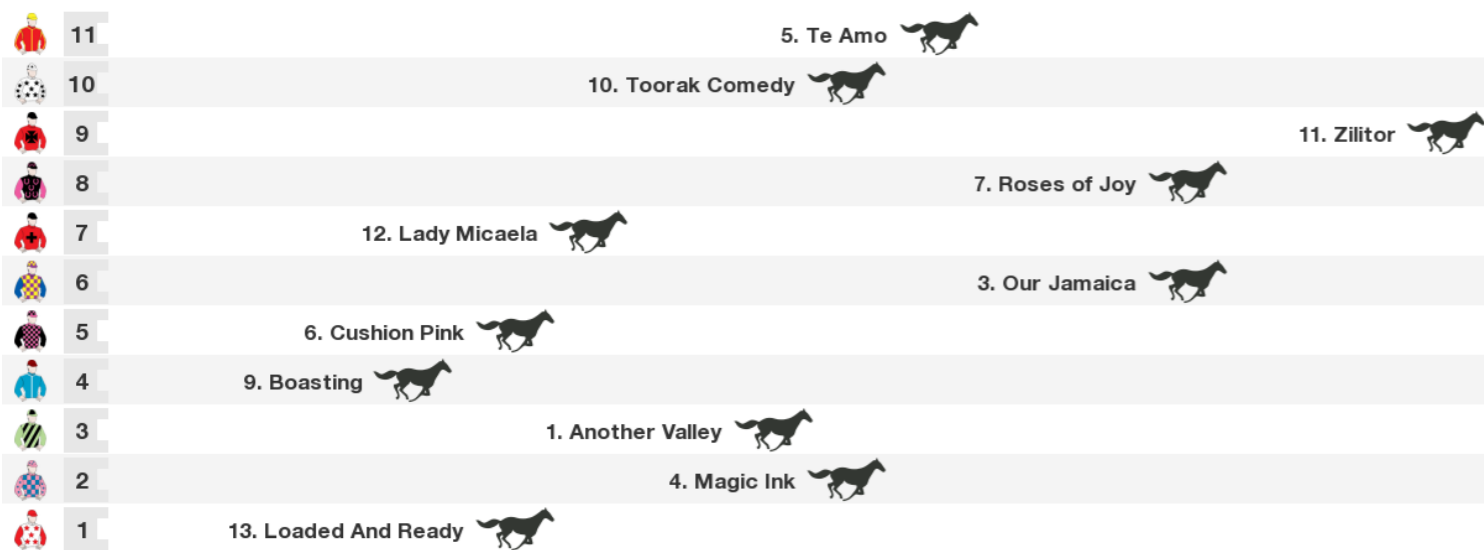 11 5. Te Amo
10 10. Toorak Comedy
9 11. Zilitor
8 7. Roses of Joy
7 12. Lady Micaela
6 3. Our Jamaica
5 6. Cushion Pink
4 9. Boasting
3 1. Another Valley
2 4. Magic Ink
1 13. Loaded And Ready